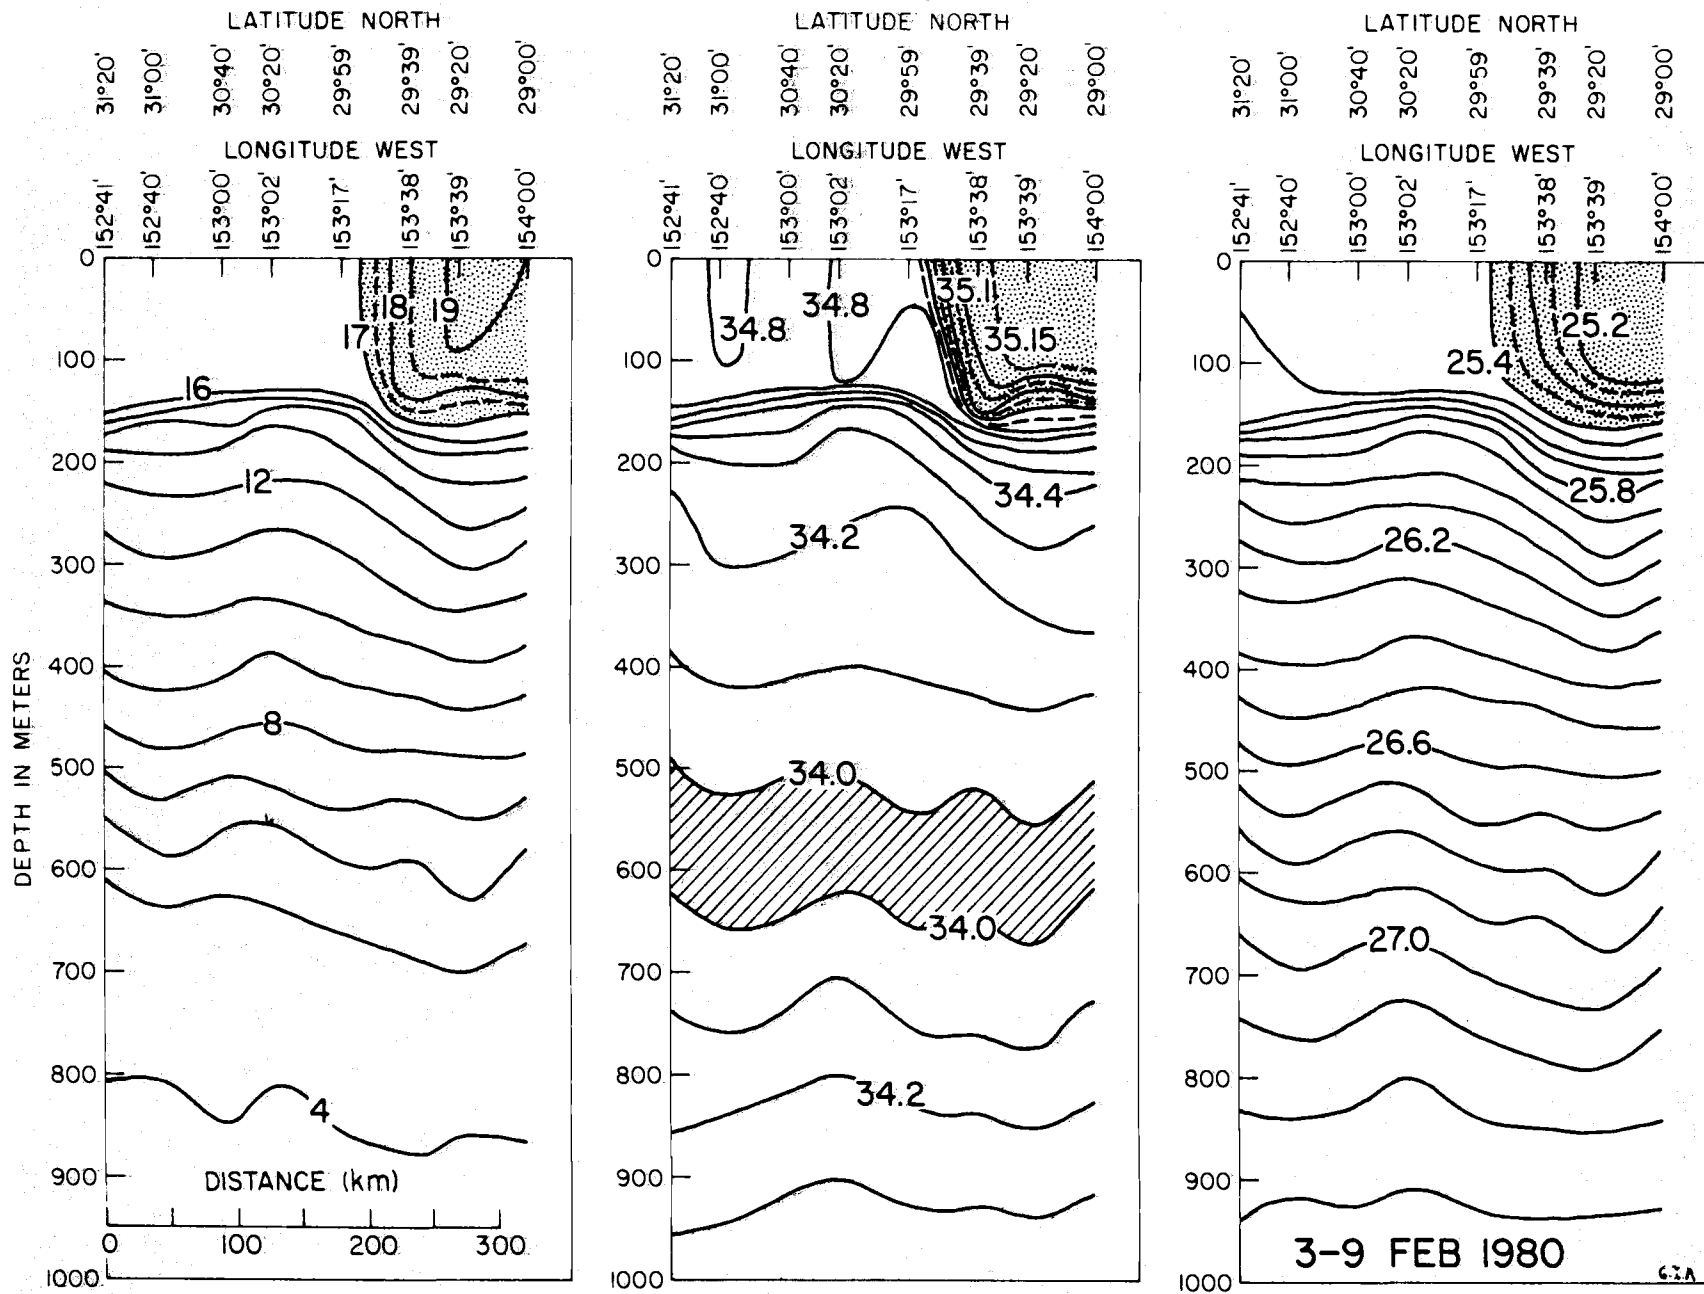 LATITUDE NORTH
31°20' 31°00' 30°40' 30°20' 29°59' 29°39' 29°20' 29°00'
LONGITUDE WEST
152°41' 152°40' 153°00' 153°02' 153°17' 153°38' 153°39' 154°00'
DEPTH IN METERS
0
100
200
300
400
500
600
700
800
900
1000
17 18 19
16
12
8
4
DISTANCE (km)
0 100 200 300
LATITUDE NORTH
31°20' 31°00' 30°40' 30°20' 29°59' 29°39' 29°20' 29°00'
LONGITUDE WEST
152°41' 152°40' 153°00' 153°02' 153°17' 153°38' 153°39' 154°00'
0
100
200
300
400
500
600
700
800
900
1000
34.8 34.8 35.1
35.15
34.4
34.2
34.0
34.0
34.2
LATITUDE NORTH
31°20' 31°00' 30°40' 30°20' 29°59' 29°39' 29°20' 29°00'
LONGITUDE WEST
152°41' 152°40' 153°00' 153°02' 153°17' 153°38' 153°39' 154°00'
0
100
200
300
400
500
600
700
800
900
1000
25.2
25.4
25.8
26.2
26.6
27.0
3-9 FEB 1980